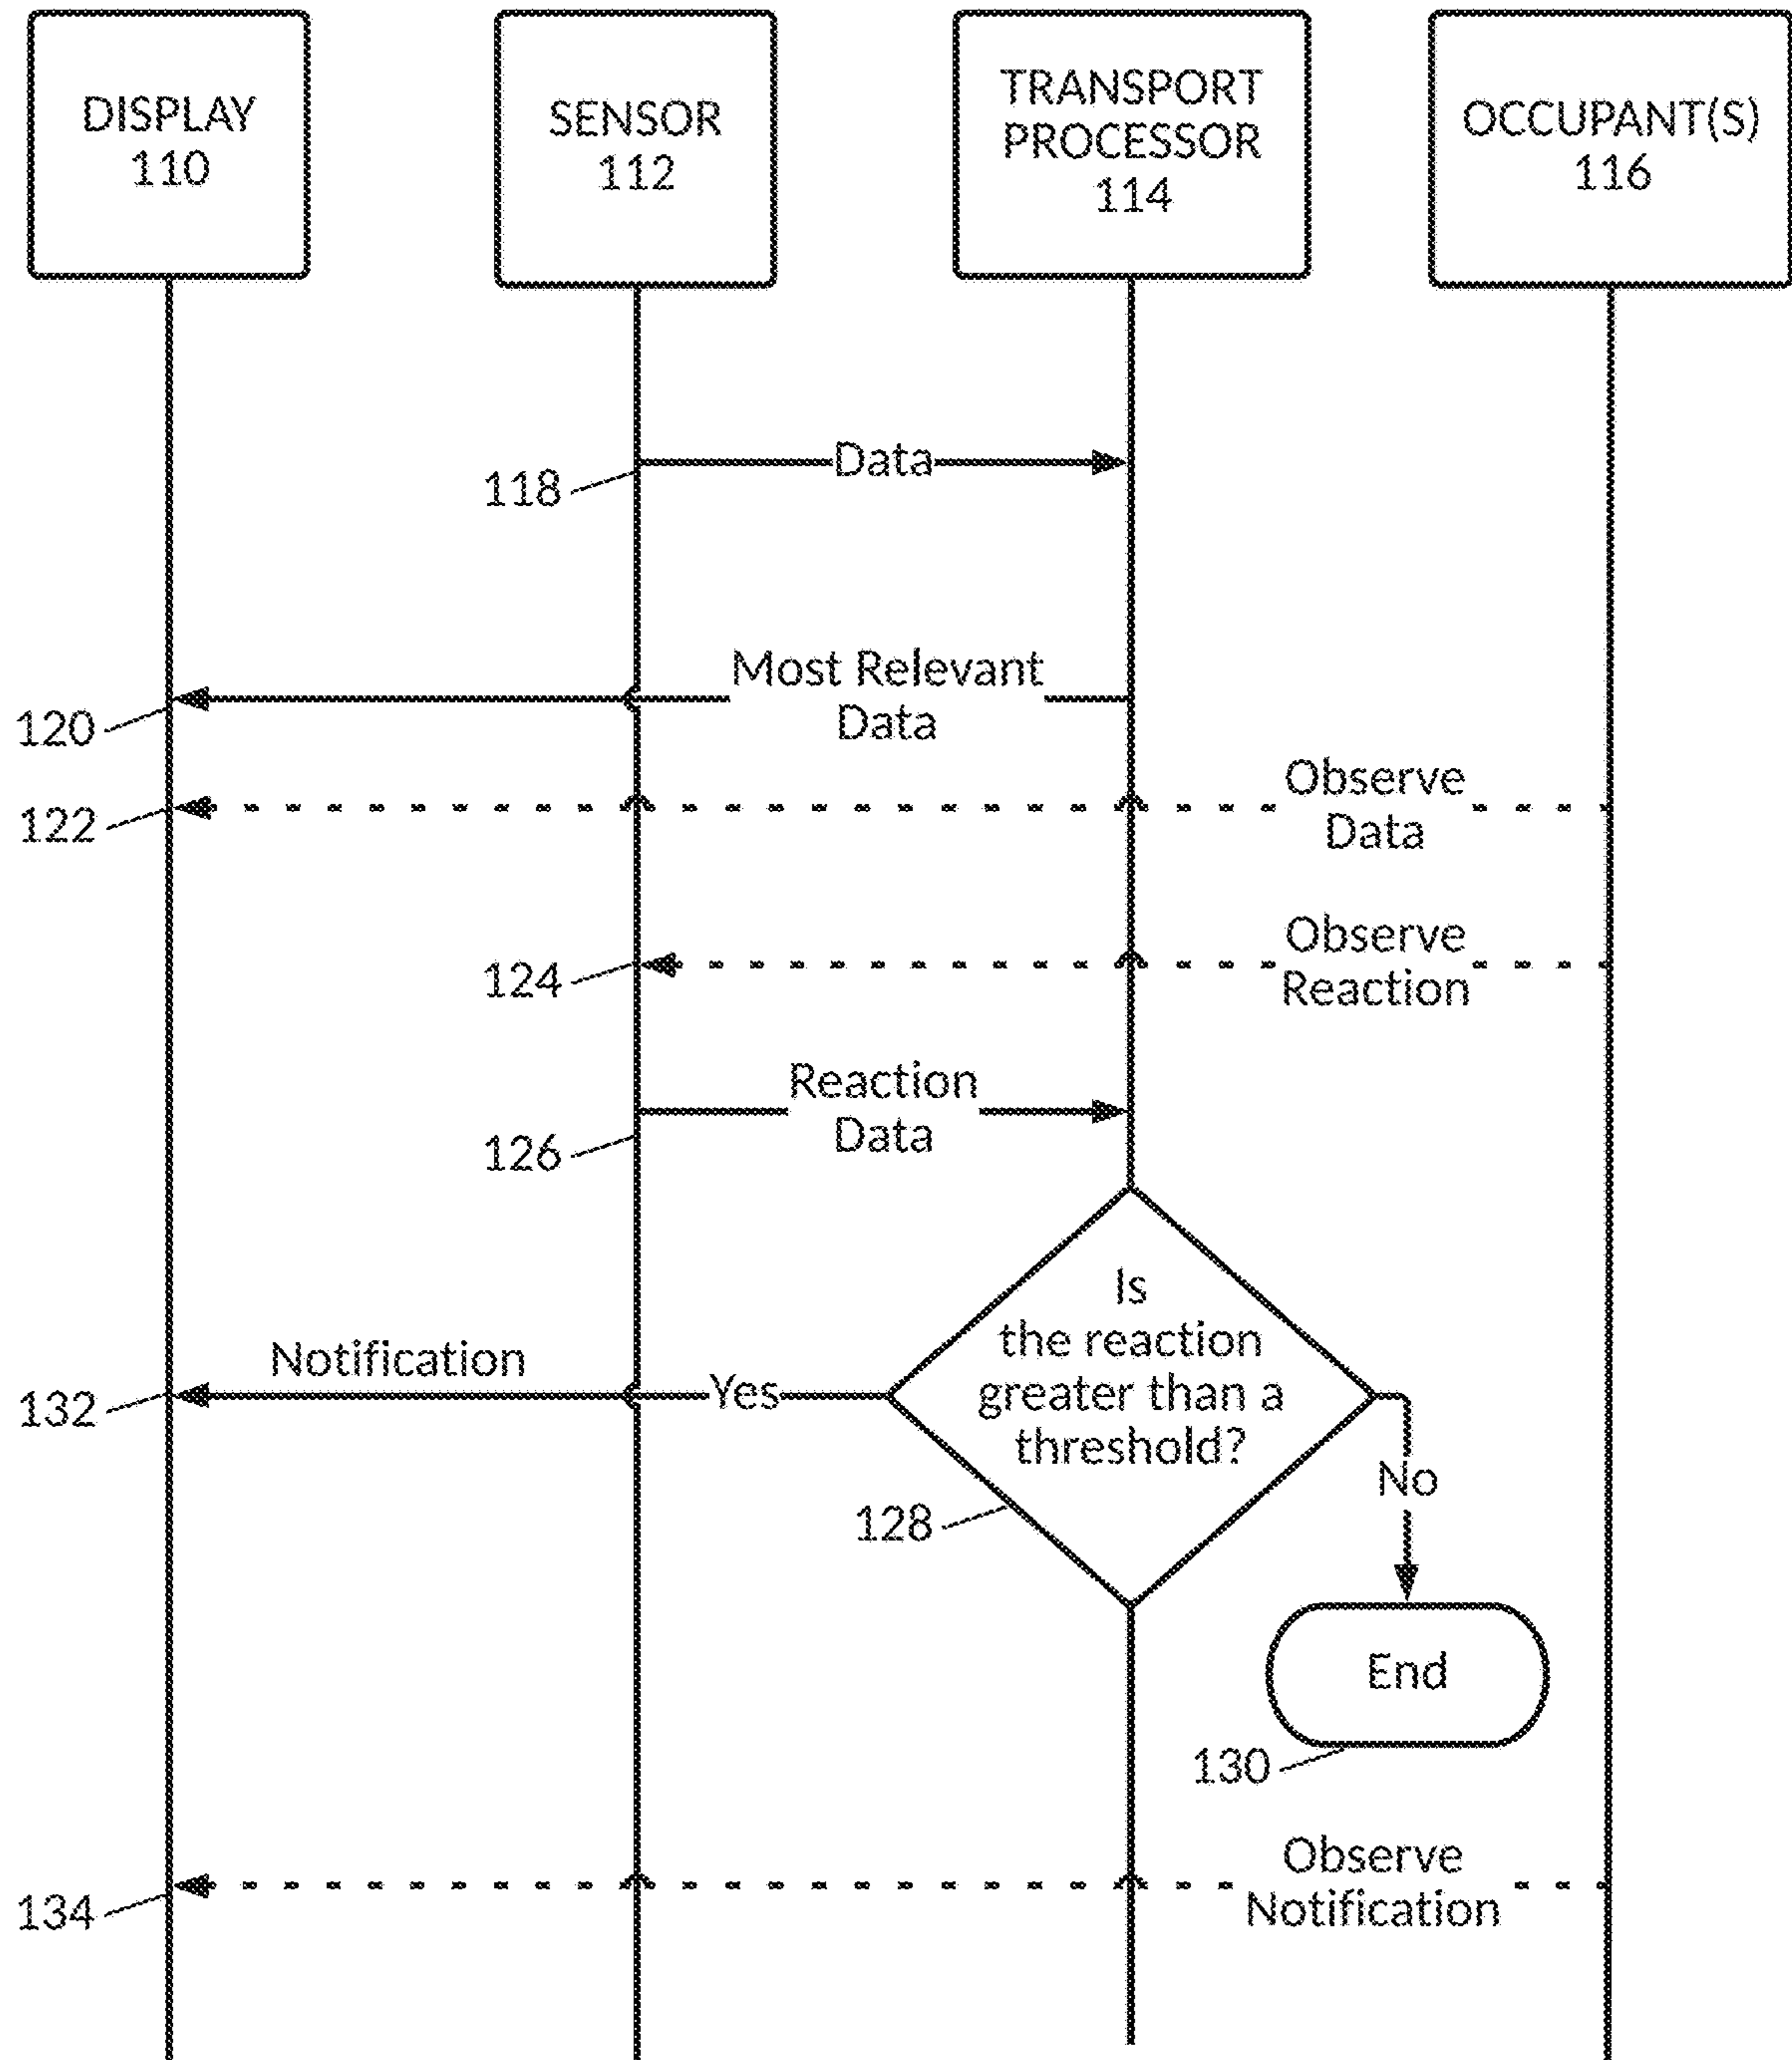 DISPLAY
110
SENSOR
112
TRANSPORT
PROCESSOR
114
OCCUPANT(S)
116
Data
118
Most Relevant
Data
120
Observe
Data
122
Observe
Reaction
124
Reaction
Data
126
Is
the reaction
greater than a
threshold?
Notification
Yes
132
No
128
End
130
Observe
Notification
134